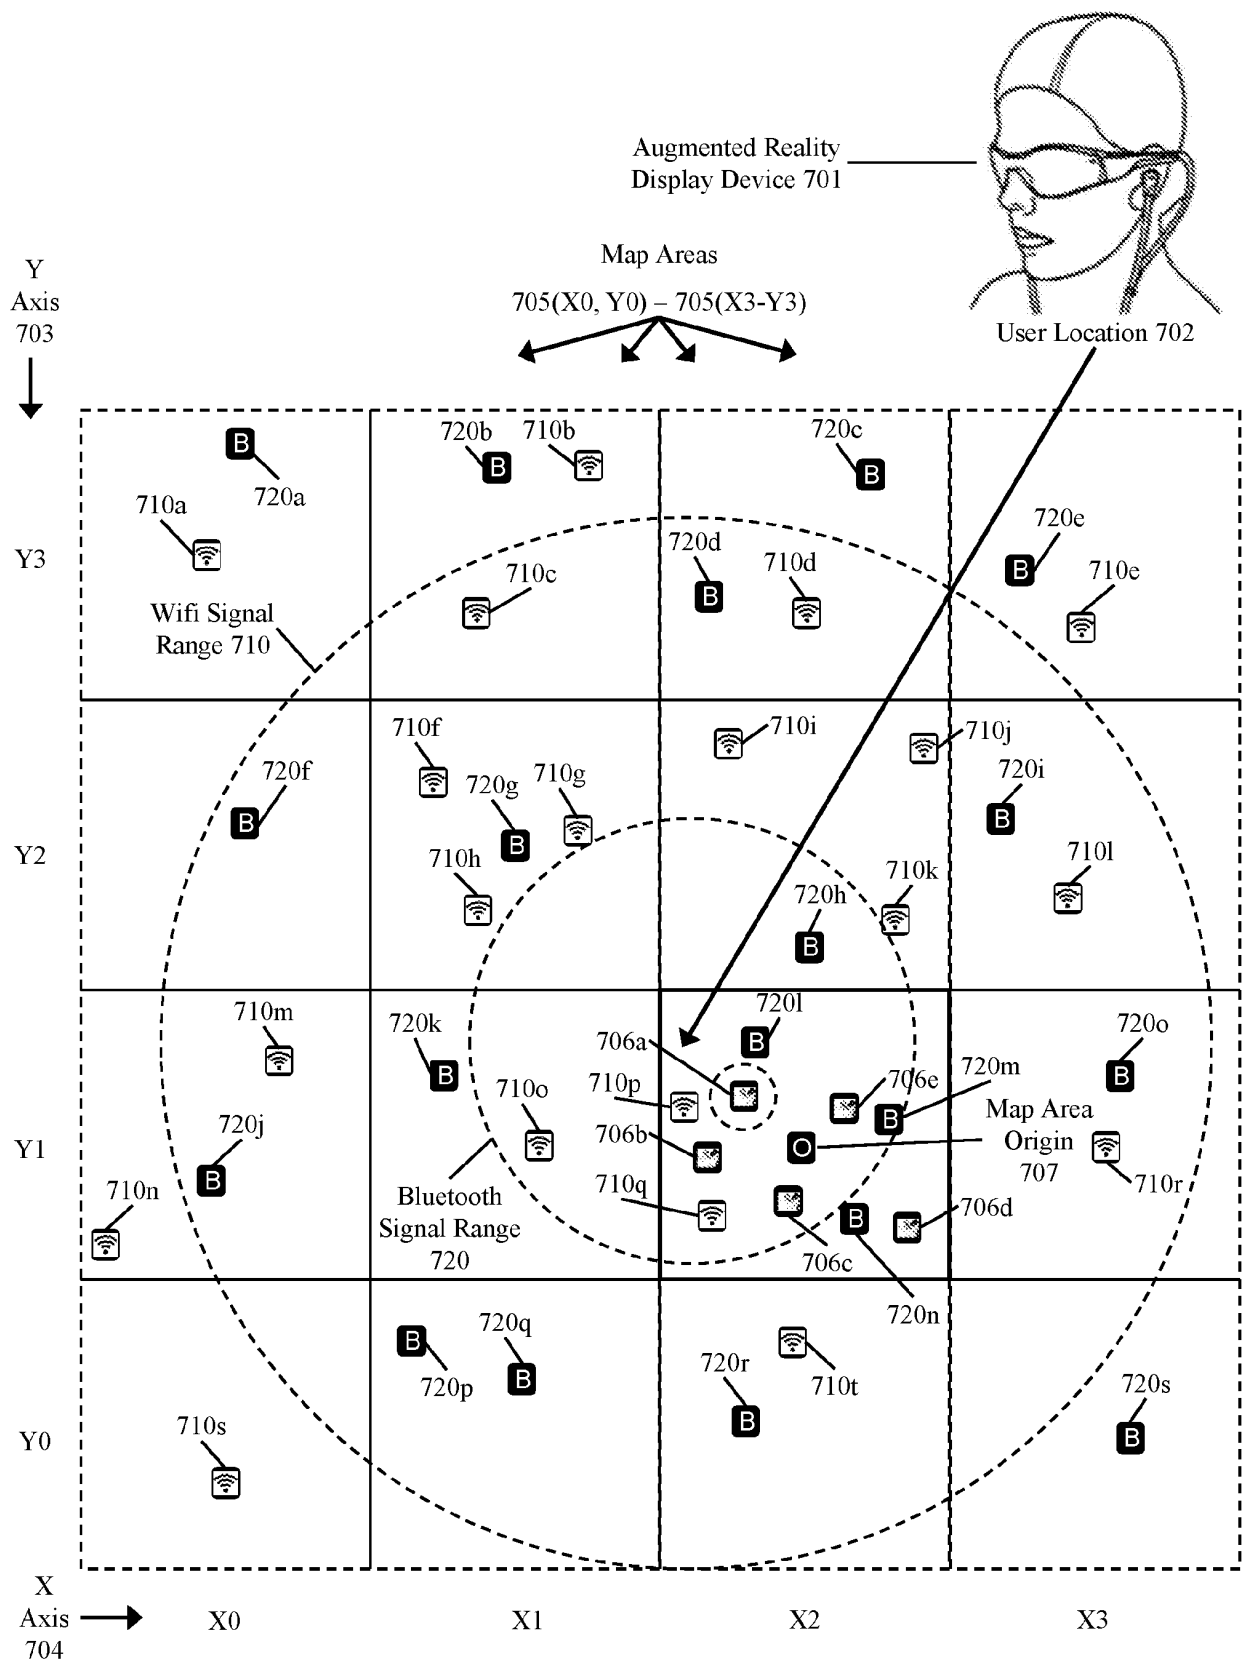 Augmented Reality
Display Device 701
Map Areas
705(X0, Y0) – 705(X3-Y3)
User Location 702
Y
Axis
703
B
720a
710a
720b
710b
B
720c
B
720e
B
710e
Y3
Wifi Signal
Range 710
710c
720d
B
710d
710f
710i
710j
720f
B
720g
B
710g
720i
B
Y2
710h
720h
B
710k
710l
710m
720k
B
706a
720l
B
720o
B
710o
710p
706e
720m
B
Map Area
Origin
707
O
Y1
720j
B
706b
710r
710n
Bluetooth
Signal Range
720
710q
706c
B
706d
720n
B
720p
720q
B
720r
B
710t
720s
B
Y0
710s
X
Axis
704
X0
X1
X2
X3